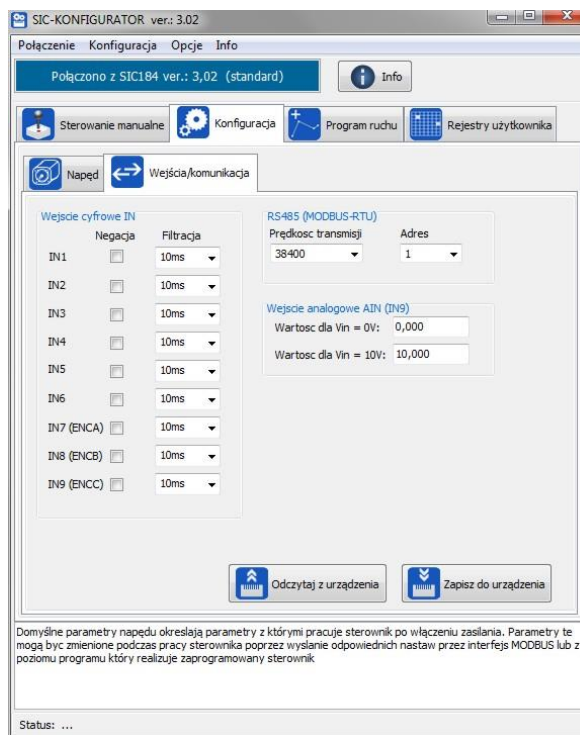 SIC-KONFIGURATOR ver.: 3.02
Połączenie Konfiguracja Opcje Info
Połączono z SIC184 ver.: 3,02 (standard)
Info
Sterowanie manualne Konfiguracja Program ruchu Rejestry użytkownika
Napęd Wejścia/komunikacja
Wejscie cyfrowe IN
Negacja Filtracja
IN1 10ms
IN2 10ms
IN3 10ms
IN4 10ms
IN5 10ms
IN6 10ms
IN7 (ENCA) 10ms
IN8 (ENCB) 10ms
IN9 (ENCC) 10ms
RS485 (MODBUS-RTU)
Prędkosc transmisji Adres
38400 1
Wejscie analogowe AIN (IN9)
Wartosc dla Vin = 0V: 0,000
Wartosc dla Vin = 10V: 10,000
Odczytaj z urządzenia Zapisz do urządzenia
Domyślne parametry napędu okreslają parametry z którymi pracuje sterownik po włączeniu zasilania. Parametry te
mogą byc zmienione podczas pracy sterownika poprzez wyslanie odpowiednich nastaw przez interfejs MODBUS lub z
poziomu programu który realizuje zaprogramowany sterownik
Status: ...